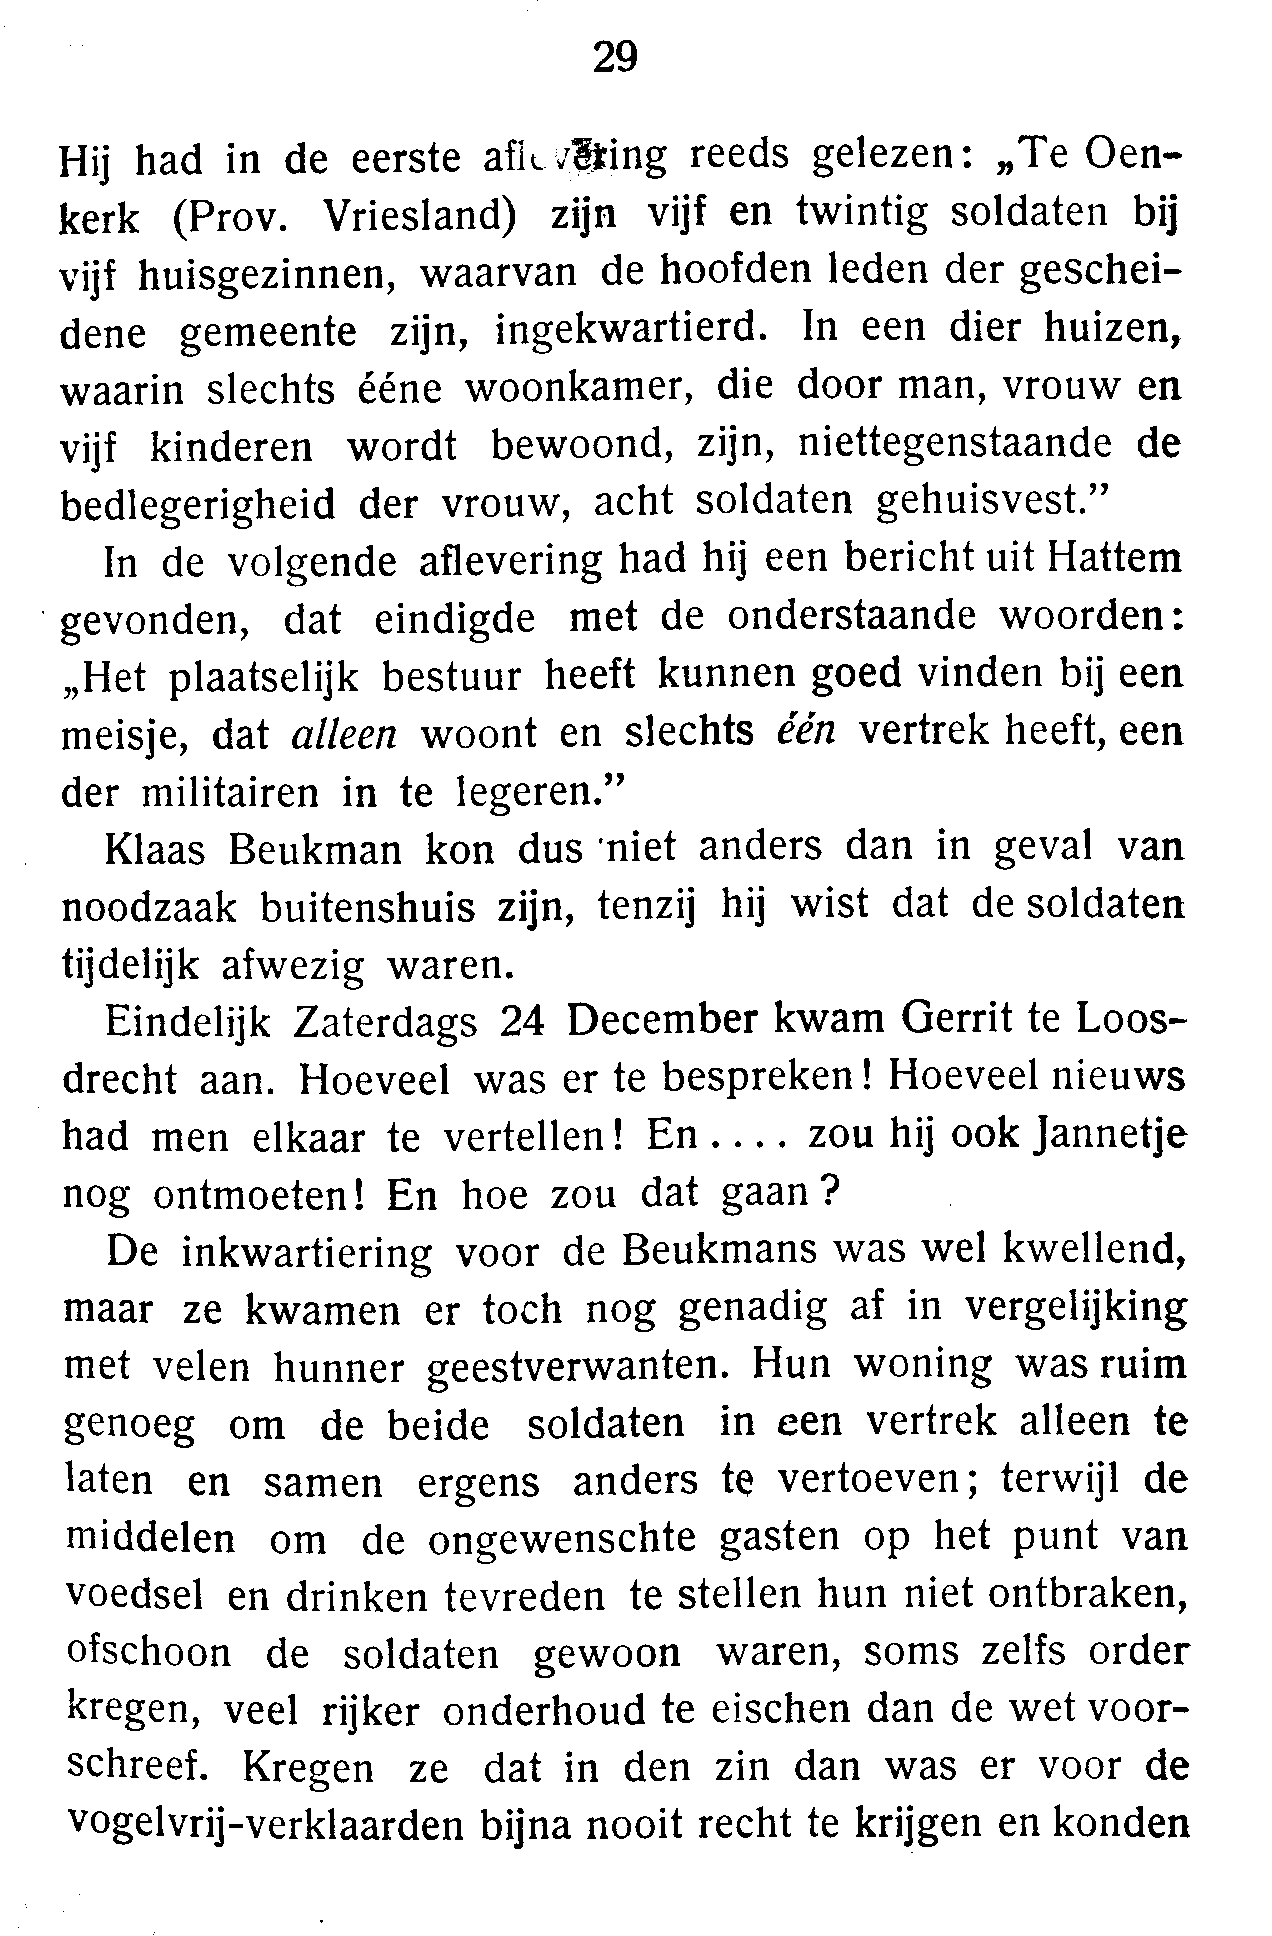 29
Hij had in de eerste aflevering reeds gelezen: „Te Oen-
kerk (Prov. Vriesland) zijn vijf en twintig soldaten bij
vijf huisgezinnen, waarvan de hoofden leden der geschei-
dene gemeente zijn, ingekwartierd. In een dier huizen,
waarin slechts ééne woonkamer, die door man, vrouw en
vijf kinderen wordt bewoond, zijn, niettegenstaande de
bedlegerigheid der vrouw, acht soldaten gehuisvest.”
In de volgende aflevering had hij een bericht uit Hattem
gevonden, dat eindigde met de onderstaande woorden:
„Het plaatselijk bestuur heeft kunnen goed vinden bij een
meisje, dat alleen woont en slechts één vertrek heeft, een
der militairen in te legeren.”
Klaas Beukman kon dus niet anders dan in geval van
noodzaak buitenshuis zijn, tenzij hij wist dat de soldaten
tijdelijk afwezig waren.
Eindelijk Zaterdags 24 December kwam Gerrit te Loos-
drecht aan. Hoeveel was er te bespreken! Hoeveel nieuws
had men elkaar te vertellen! En .... zou hij ook Jannetje
nog ontmoeten! En hoe zou dat gaan?
De inkwartiering voor de Beukmans was wel kwellend,
maar ze kwamen er toch nog genadig af in vergelijking
met velen hunner geestverwanten. Hun woning was ruim
genoeg om de beide soldaten in een vertrek alleen te
laten en samen ergens anders te vertoeven; terwijl de
middelen om de ongewenschte gasten op het punt van
voedsel en drinken tevreden te stellen hun niet ontbraken,
ofschoon de soldaten gewoon waren, soms zelfs order
kregen, veel rijker onderhoud te eischen dan de wet voor-
schreef. Kregen ze dat in den zin dan was er voor de
vogelvrij-verklaarden bijna nooit recht te krijgen en konden